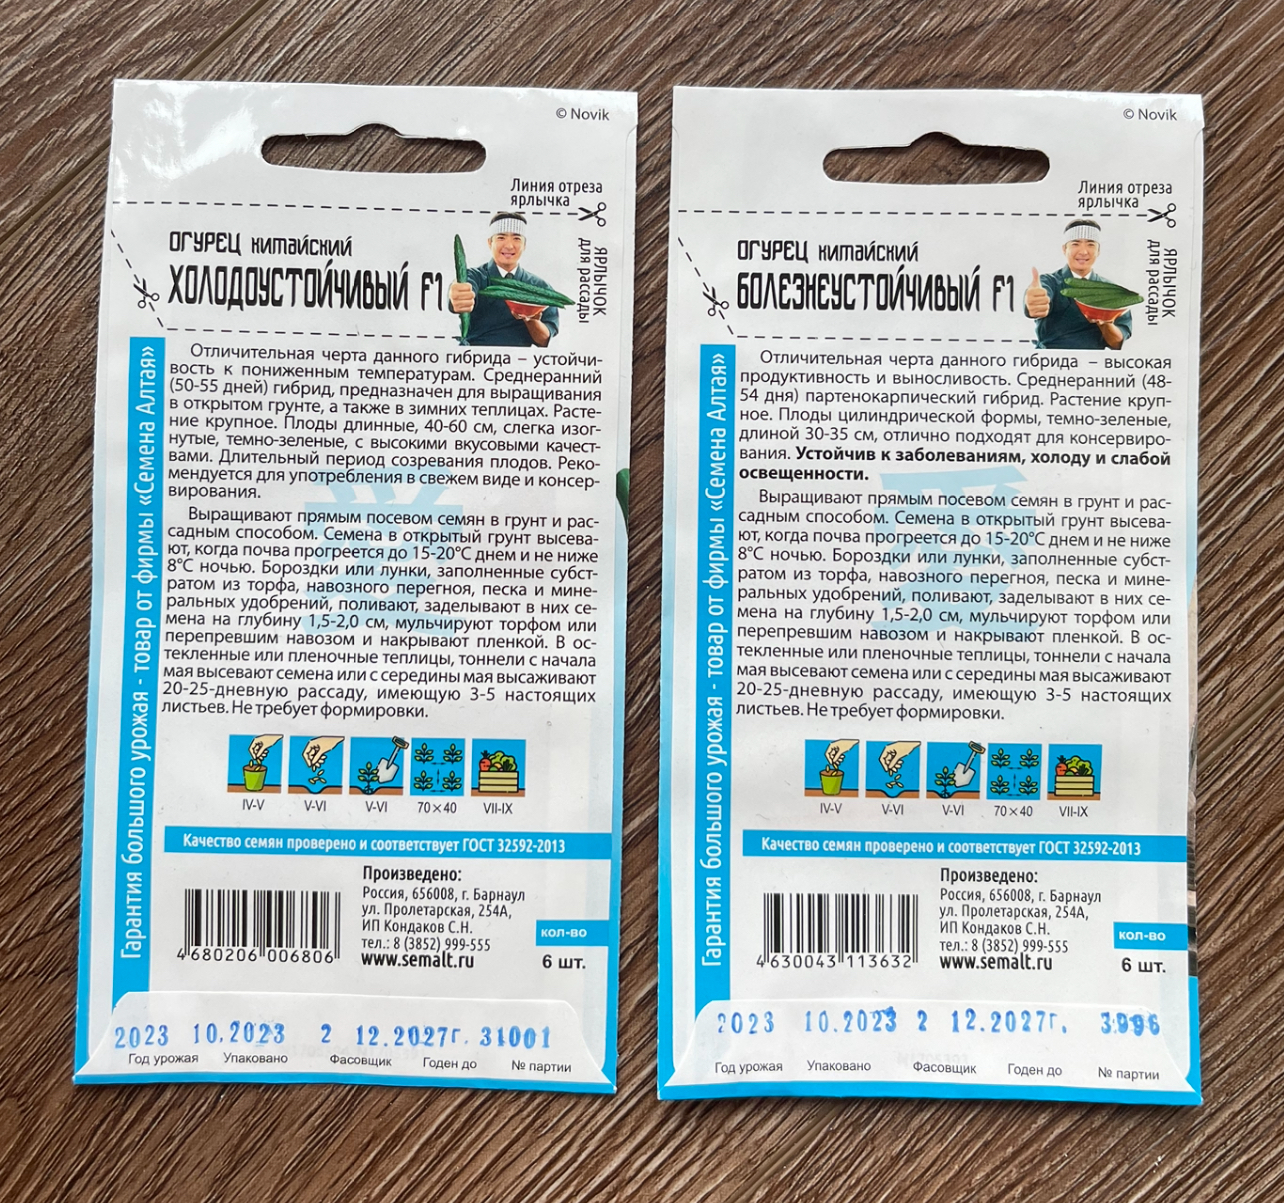 © Novik
Линия отреза
ярлычка
ЯРЛЫЧОК
для рассады
ОГУРЕЦ КИТАЙСКИЙ
ХОЛОДОУСТОЙЧИВЫЙ F1
Гарантия большого урожая - товар от фирмы «Семена Алтая»
Отличительная черта данного гибрида – устойчи-
вость к пониженным температурам. Среднеранний
(50-55 дней) гибрид, предназначен для выращивания
в открытом грунте, а также в зимних теплицах. Расте-
ние крупное. Плоды длинные, 40-60 см, слегка изог-
нутые, темно-зеленые, с высокими вкусовыми качест-
вами. Длительный период созревания плодов. Реко-
мендуется для употребления в свежем виде и консер-
вирования.
Выращивают прямым посевом семян в грунт и рас-
садным способом. Семена в открытый грунт высева-
ют, когда почва прогреется до 15-20°С днем и не ниже
8°С ночью. Бороздки или лунки, заполненные субст-
ратом из торфа, навозного перегноя, песка и мине-
ральных удобрений, поливают, заделывают в них се-
мена на глубину 1,5-2,0 см, мульчируют торфом или
перепревшим навозом и накрывают пленкой. В ос-
текленные или пленочные теплицы, тоннели с начала
мая высевают семена или с середины мая высаживают
20-25-дневную рассаду, имеющую 3-5 настоящих
листьев. Не требует формировки.
IV-V V-VI V-VI 70×40 VII-IX
Качество семян проверено и соответствует ГОСТ 32592-2013
Произведено:
Россия, 656008, г. Барнаул
ул. Пролетарская, 254А,
ИП Кондаков С.Н.
тел.: 8 (3852) 999-555
www.semalt.ru
4 680206 006806
кол-во
6 шт.
2023 10.2023 2 12.2027г. 31001
Год урожая Упаковано Фасовщик Годен до № партии
© Novik
Линия отреза
ярлычка
ЯРЛЫЧОК
для рассады
ОГУРЕЦ КИТАЙСКИЙ
БОЛЕЗНЕУСТОЙЧИВЫЙ F1
Гарантия большого урожая - товар от фирмы «Семена Алтая»
Отличительная черта данного гибрида – высокая
продуктивность и выносливость. Среднеранний (48-
54 дня) партенокарпический гибрид. Растение круп-
ное. Плоды цилиндрической формы, темно-зеленые,
длиной 30-35 см, отлично подходят для консервиро-
вания. Устойчив к заболеваниям, холоду и слабой
освещенности.
Выращивают прямым посевом семян в грунт и рас-
садным способом. Семена в открытый грунт высева-
ют, когда почва прогреется до 15-20°С днем и не ниже
8°С ночью. Бороздки или лунки, заполненные субст-
ратом из торфа, навозного перегноя, песка и мине-
ральных удобрений, поливают, заделывают в них се-
мена на глубину 1,5-2,0 см, мульчируют торфом или
перепревшим навозом и накрывают пленкой. В ос-
текленные или пленочные теплицы, тоннели с начала
мая высевают семена или с середины мая высаживают
20-25-дневную рассаду, имеющую 3-5 настоящих
листьев. Не требует формировки.
IV-V V-VI V-VI 70×40 VII-IX
Качество семян проверено и соответствует ГОСТ 32592-2013
Произведено:
Россия, 656008, г. Барнаул
ул. Пролетарская, 254А,
ИП Кондаков С.Н.
тел.: 8 (3852) 999-555
www.semalt.ru
4 630043 113632
кол-во
6 шт.
2023 10.2023 2 12.2027г.
Год урожая Упаковано Фасовщик Годен до № партии